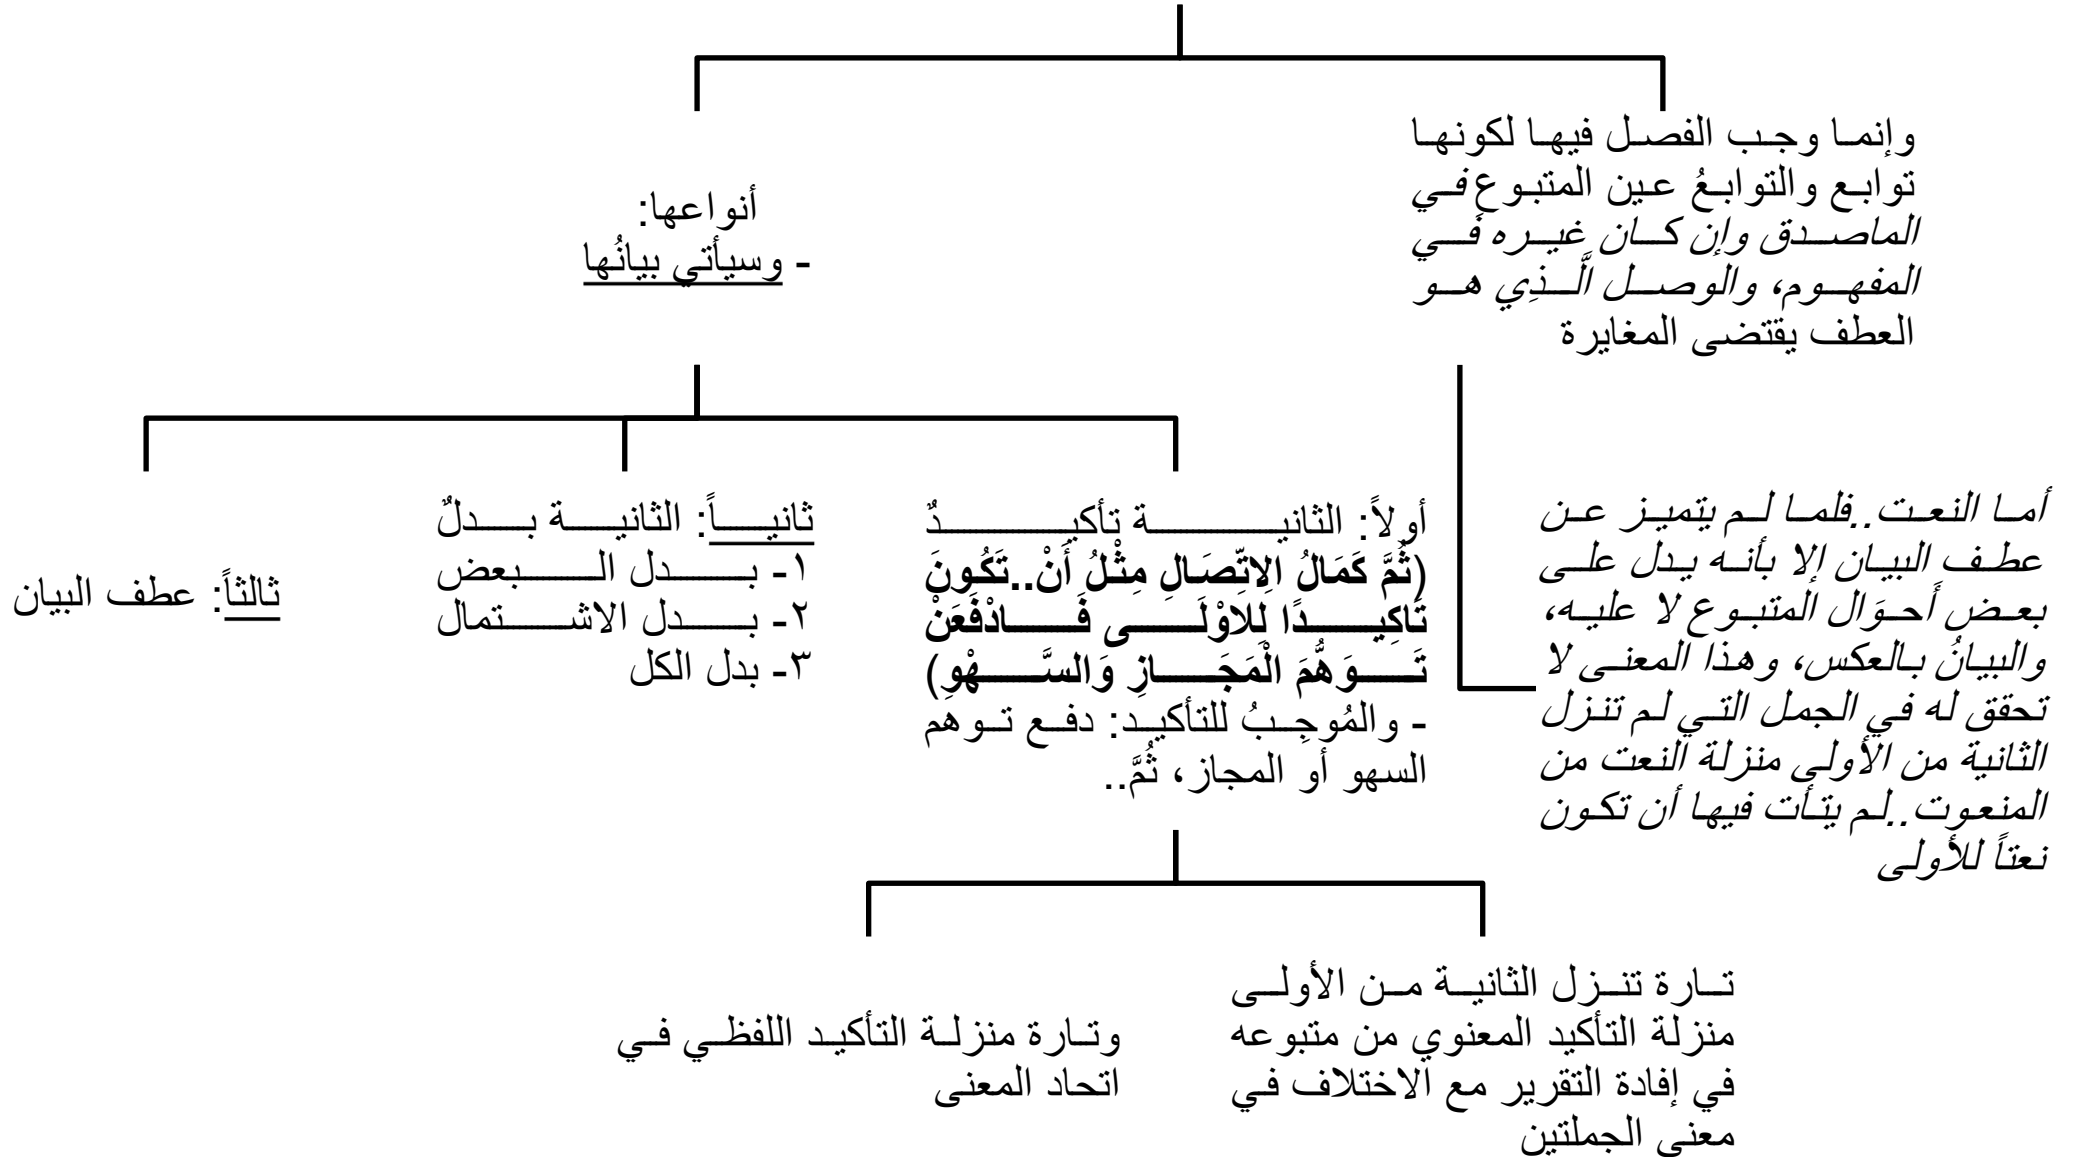 وإنما وجب الفصل فيها لكونها
توابع والتوابعُ عين المتبوع في
الماصدق وإن كان غيره في
المفهوم، والوصل الَّذِي هو
العطف يقتضى المغايرة
أنواعها:
- وسيأتي بيانُها
أما النعت..فلما لم يتميز عن
عطف البيان إلا بأنه يدل على
بعض أَحوَال المتبوع لا عليه،
والبيانُ بالعكس، وهذا المعنى لا
تحقق له في الجمل التي لم تنزل
الثانية من الأولى منزلة النعت من
المنعوت..لم يتأت فيها أن تكون
نعتاً للأولى
أولاً: الثانية تأكيدٌ
(ثُمَّ كَمَالُ الِاتِّصَالِ مِثْلُ أَنْ..تَكُونَ
تَاكِيدًا لِلاوْلَى فَادْفَعَنْ
تَوَهُّمَ الْمَجَازِ وَالسَّهْوِ)
- والمُوجِبُ للتأكيد: دفع توهم
السهو أو المجاز، ثُمَّ..
ثانياً: الثانية بدلٌ
١- بدل البعض
٢- بدل الاشتمال
٣- بدل الكل
ثالثاً: عطف البيان
تارة تنزل الثانية من الأولى
منزلة التأكيد المعنوي من متبوعه
في إفادة التقرير مع الاختلاف في
معنى الجملتين
وتارة منزلة التأكيد اللفظي في
اتحاد المعنى